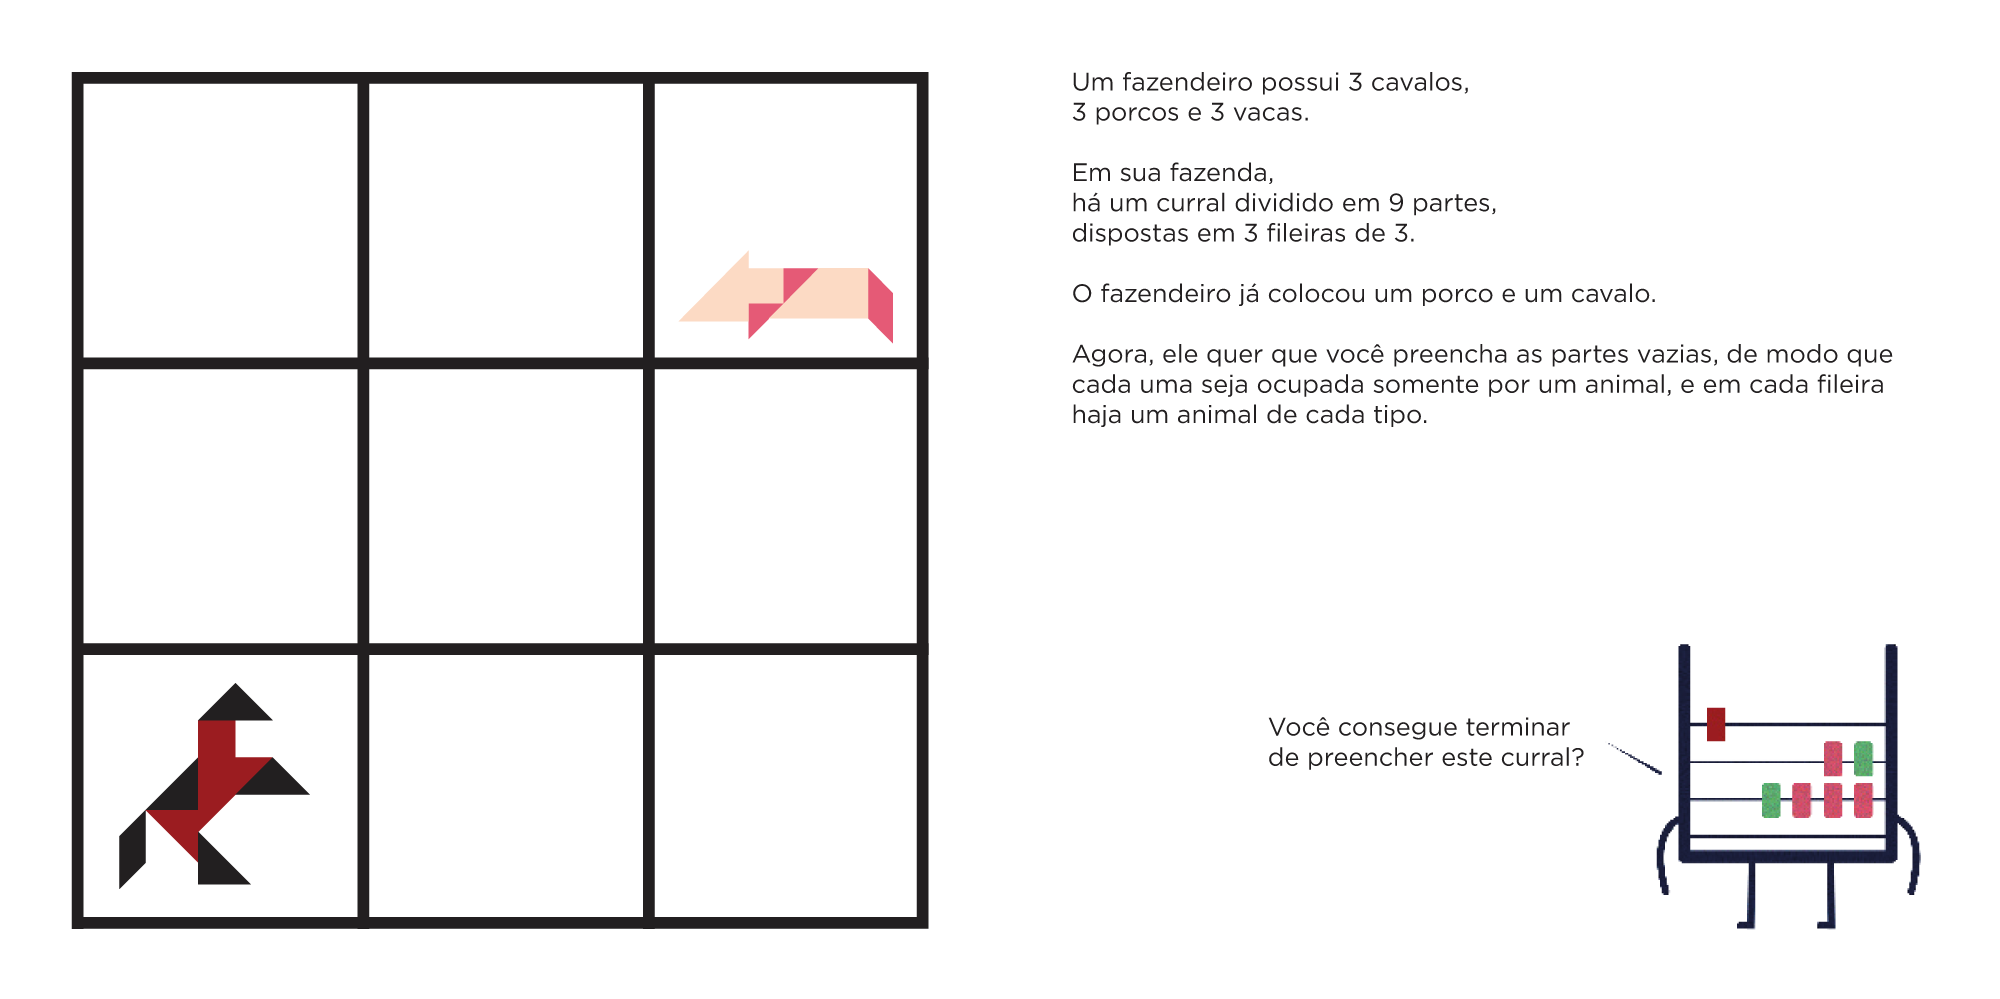 Um fazendeiro possui 3 cavalos,
3 porcos e 3 vacas.
Em sua fazenda,
há um curral dividido em 9 partes,
dispostas em 3 fileiras de 3.
O fazendeiro já colocou um porco e um cavalo.
Agora, ele quer que você preencha as partes vazias, de modo que
cada uma seja ocupada somente por um animal, e em cada fileira
haja um animal de cada tipo.
Você consegue terminar
de preencher este curral?